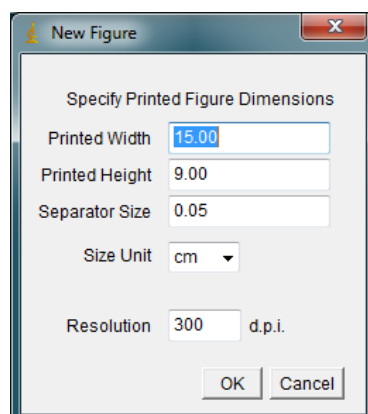 New Figure
Specify Printed Figure Dimensions
Printed Width 15.00
Printed Height 9.00
Separator Size 0.05
Size Unit cm
Resolution 300 d.p.i.
OK Cancel